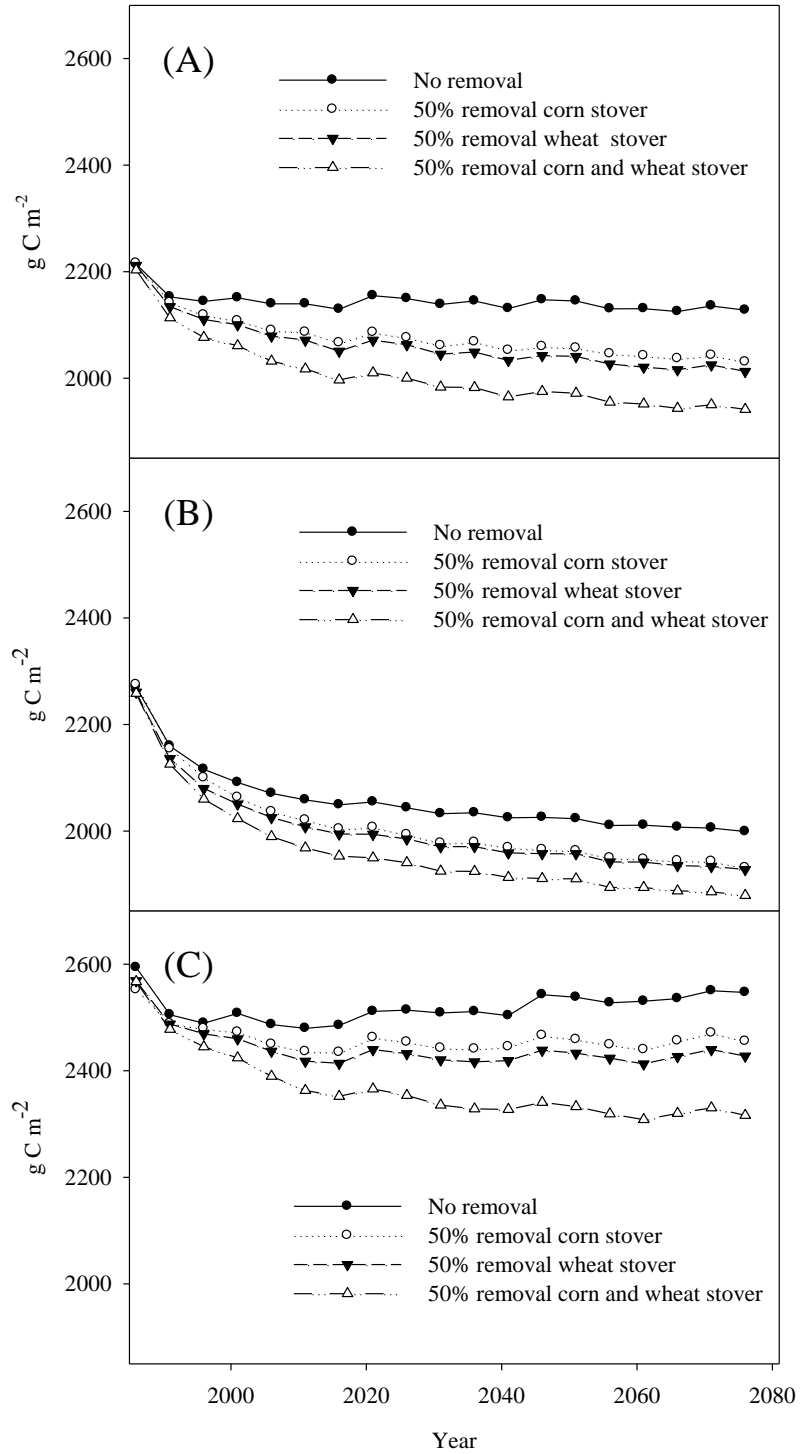 (A)
2600
2400
2200
2000
g C m-2
No removal
50% removal corn stover
50% removal wheat  stover
50% removal corn and wheat stover
(B)
2600
2400
2200
2000
g C m-2
No removal
50% removal corn stover
50% removal wheat stover
50% removal corn and wheat stover
(C)
2600
2400
2200
2000
g C m-2
No removal
50% removal corn stover
50% removal wheat stover
50% removal corn and wheat stover
2000 2020 2040 2060 2080
Year